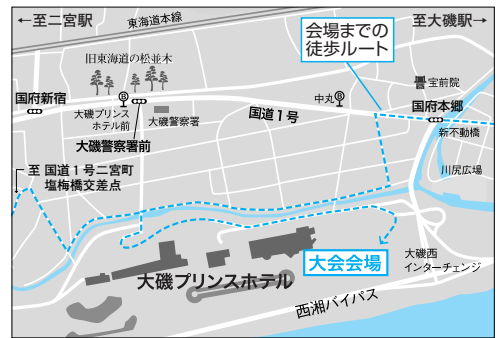 ←至二宮駅
東海道本線
会場までの
徒歩ルート
至大磯駅→
旧東海道の松並木
宝前院
国府新宿
B
大磯プリンス
ホテル前
大磯警察署
中丸
B
国道1号
国府本郷
大磯警察署前
新不動橋
至 国道1号二宮町
塩梅橋交差点
川尻広場
大会会場
大磯西
インターチェンジ
大磯プリンスホテル
西湘バイパス